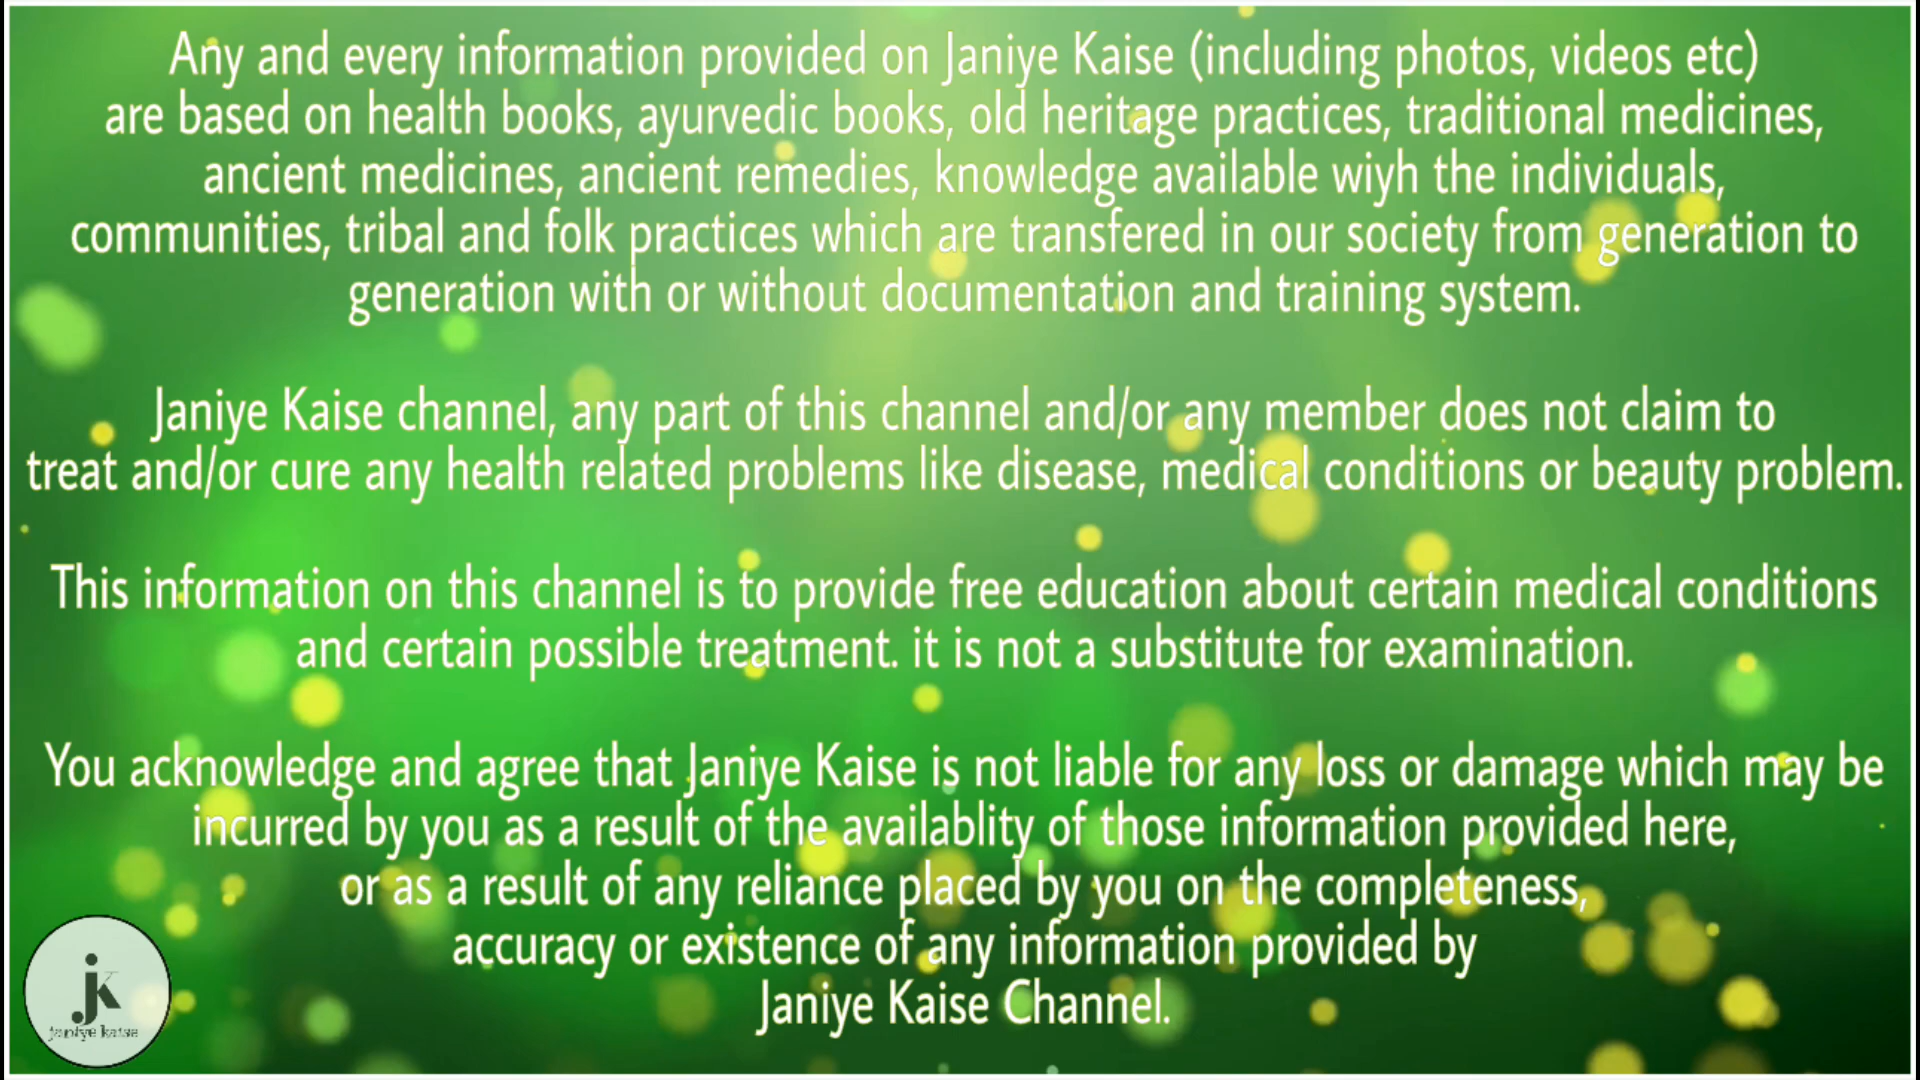 Any and every information provided on Janiye Kaise (including photos, videos etc)
are based on health books, ayurvedic books, old heritage practices, traditional medicines,
ancient medicines, ancient remedies, knowledge available wiyh the individuals,
communities, tribal and folk practices which are transfered in our society from generation to
generation with or without documentation and training system.
Janiye Kaise channel, any part of this channel and/or any member does not claim to
treat and/or cure any health related problems like disease, medical conditions or beauty problem.
This information on this channel is to provide free education about certain medical conditions
and certain possible treatment. it is not a substitute for examination.
You acknowledge and agree that Janiye Kaise is not liable for any loss or damage which may be
incurred by you as a result of the availablity of those information provided here,
or as a result of any reliance placed by you on the completeness,
accuracy or existence of any information provided by
Janiye Kaise Channel.
jk
janiye kaise